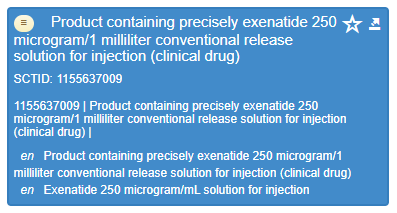 Product containing precisely exenatide 250
microgram/1 milliliter conventional release
solution for injection (clinical drug)
SCTID: 1155637009
1155637009 | Product containing precisely exenatide 250
microgram/1 milliliter conventional release solution for injection
(clinical drug) |
en Product containing precisely exenatide 250 microgram/1
milliliter conventional release solution for injection (clinical drug)
en Exenatide 250 microgram/mL solution for injection